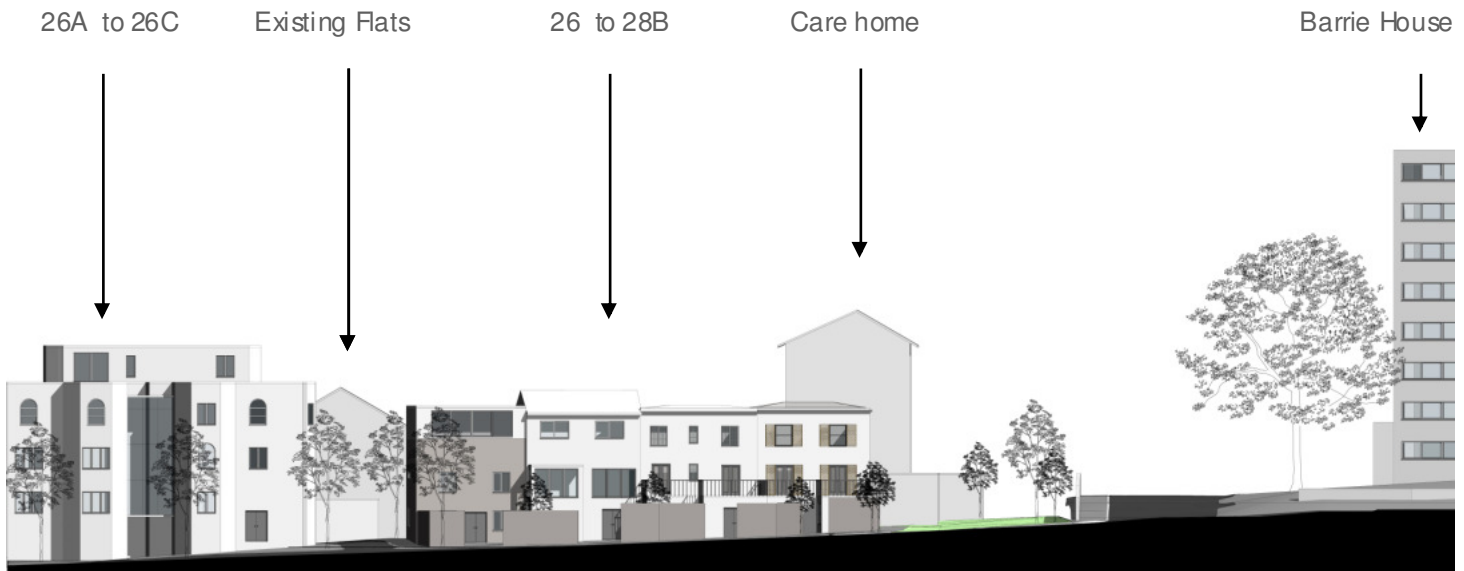 26A to 26C
Existing Flats
26 to 28B
Care home
Barrie House